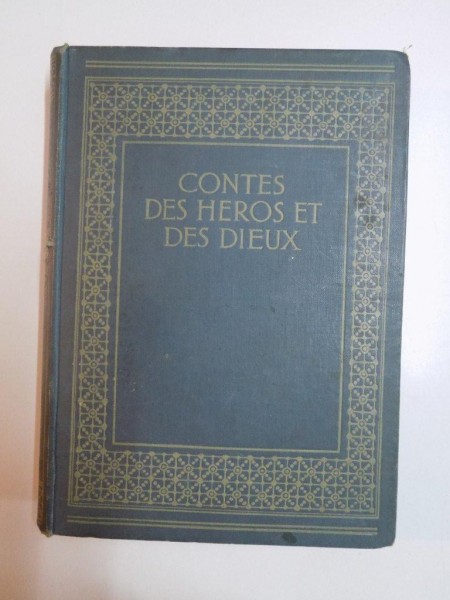 CONTES
DES HEROS ET
DES DIEUX